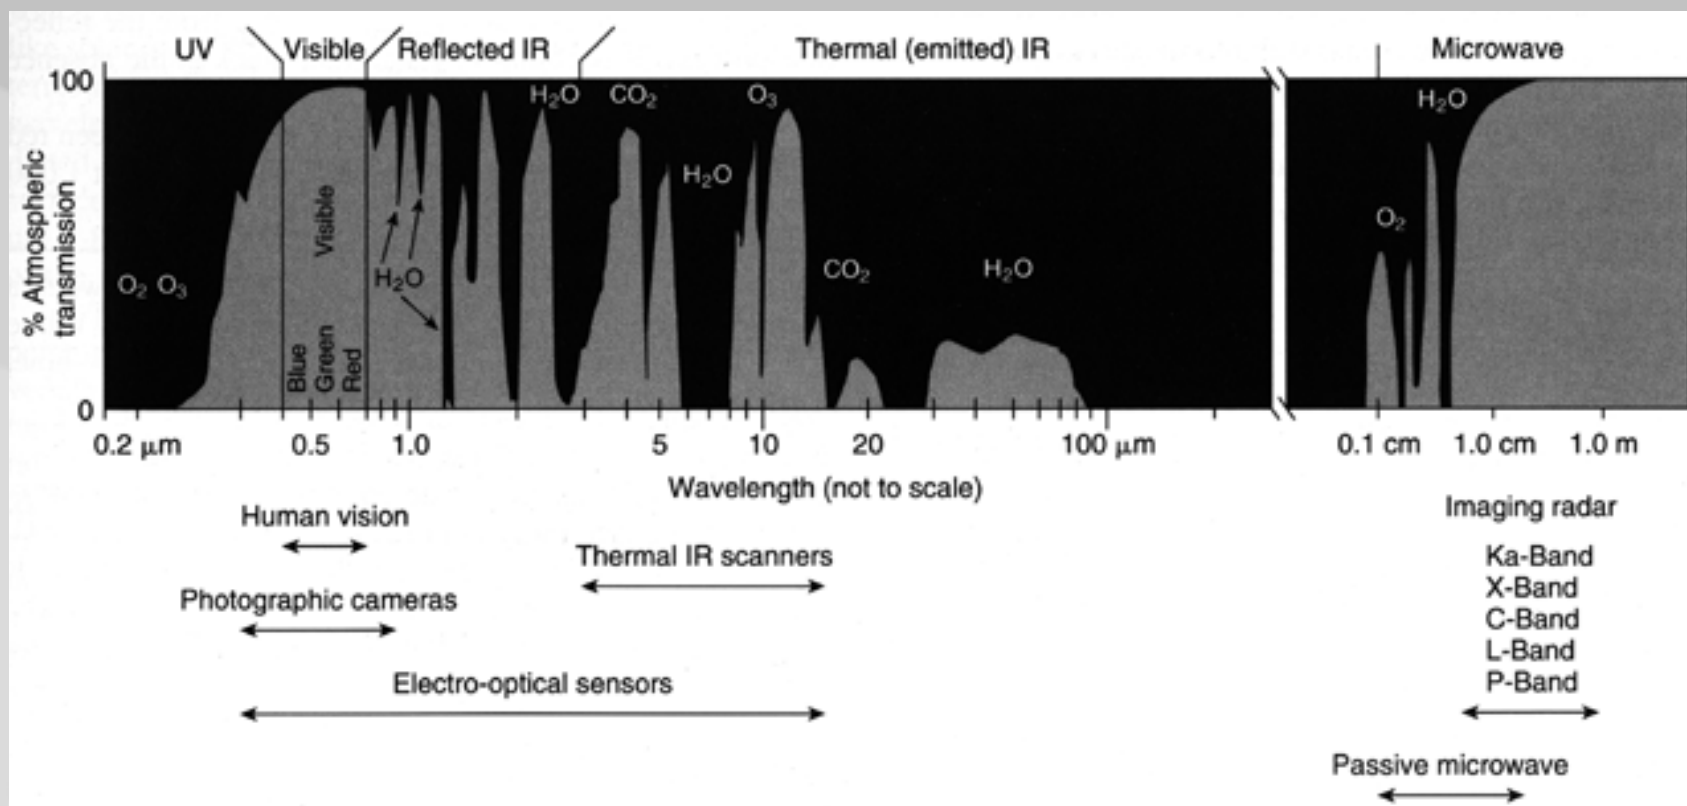 UV Visible Reflected IR Thermal (emitted) IR Microwave
100
H₂O CO₂ O₃ H₂O
H₂O
O₂
Visible
CO₂ H₂O
O₂ O₃
H₂O
% Atmospheric
transmission
Blue
Green
Red
0
0.2 μm 0.5 1.0 5 10 20 100 μm 0.1 cm 1.0 cm 1.0 m
Wavelength (not to scale)
Human vision
Imaging radar
Thermal IR scanners
Ka-Band
X-Band
Photographic cameras
C-Band
L-Band
Electro-optical sensors
P-Band
Passive microwave